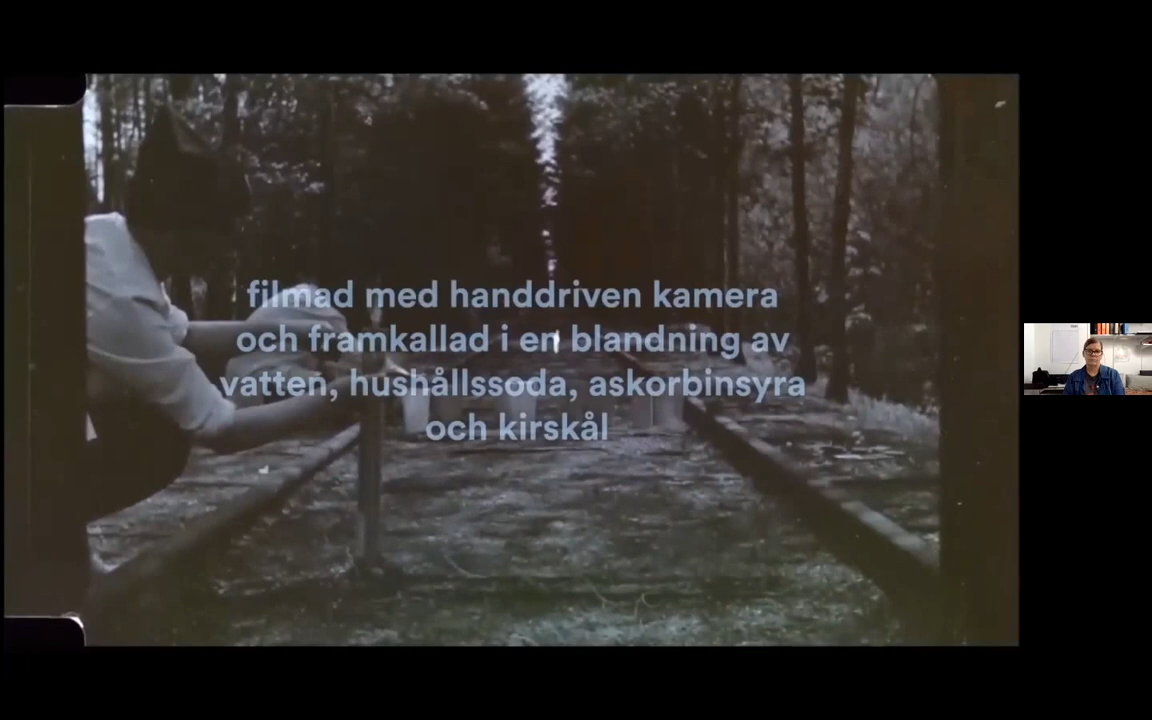 filmad med handdriven kamera
och framkallad i en blandning av
vatten, hushållssoda, askorbinsyra
och kirskål